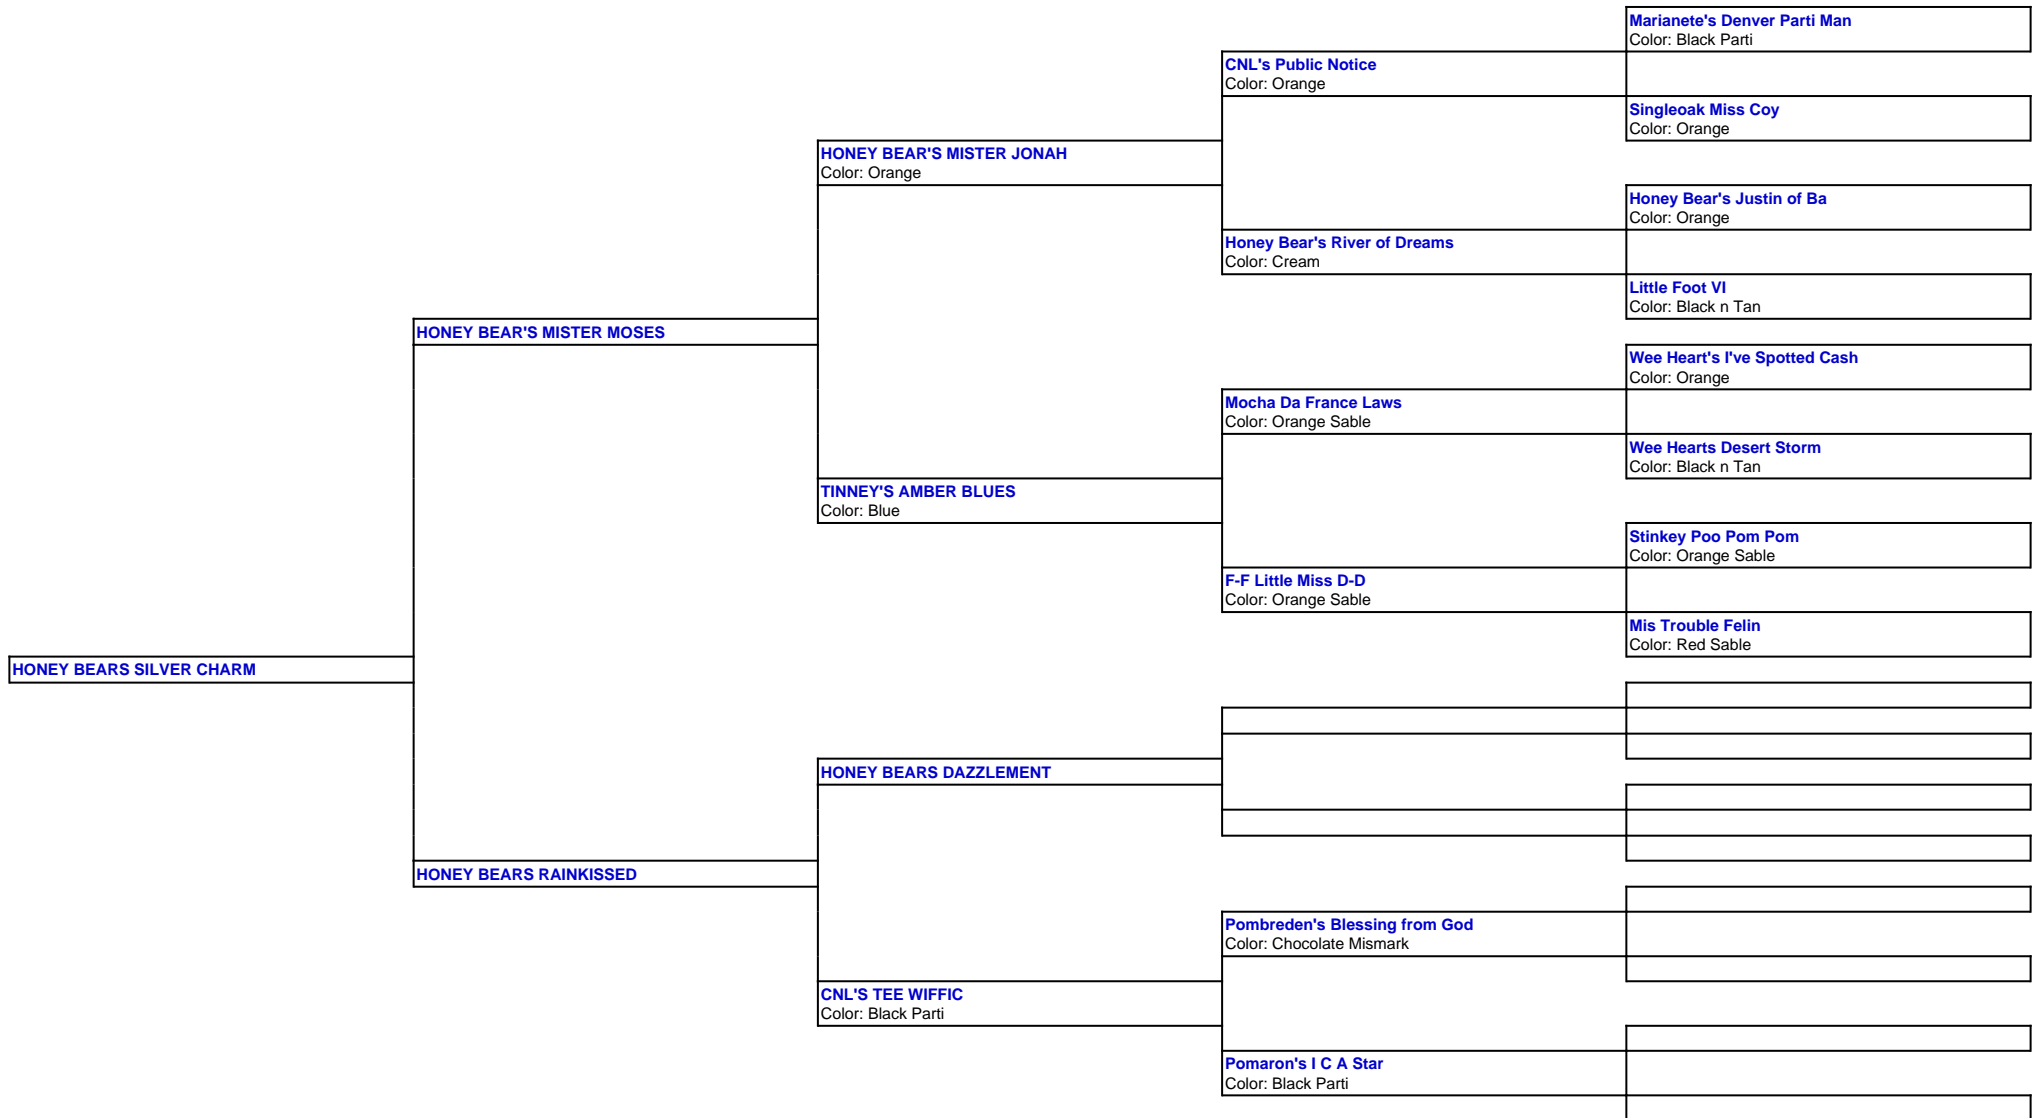 Marianete's Denver Parti Man
Color: Black Parti
CNL's Public Notice
Color: Orange
Singleoak Miss Coy
Color: Orange
HONEY BEAR'S MISTER JONAH
Color: Orange
Honey Bear's Justin of Ba
Color: Orange
Honey Bear's River of Dreams
Color: Cream
Little Foot VI
Color: Black n Tan
HONEY BEAR'S MISTER MOSES
Wee Heart's I've Spotted Cash
Color: Orange
Mocha Da France Laws
Color: Orange Sable
Wee Hearts Desert Storm
Color: Black n Tan
TINNEY'S AMBER BLUES
Color: Blue
Stinkey Poo Pom Pom
Color: Orange Sable
F-F Little Miss D-D
Color: Orange Sable
Mis Trouble Felin
Color: Red Sable
HONEY BEARS SILVER CHARM
HONEY BEARS DAZZLEMENT
HONEY BEARS RAINKISSED
Pombreden's Blessing from God
Color: Chocolate Mismark
CNL'S TEE WIFFIC
Color: Black Parti
Pomaron's I C A Star
Color: Black Parti